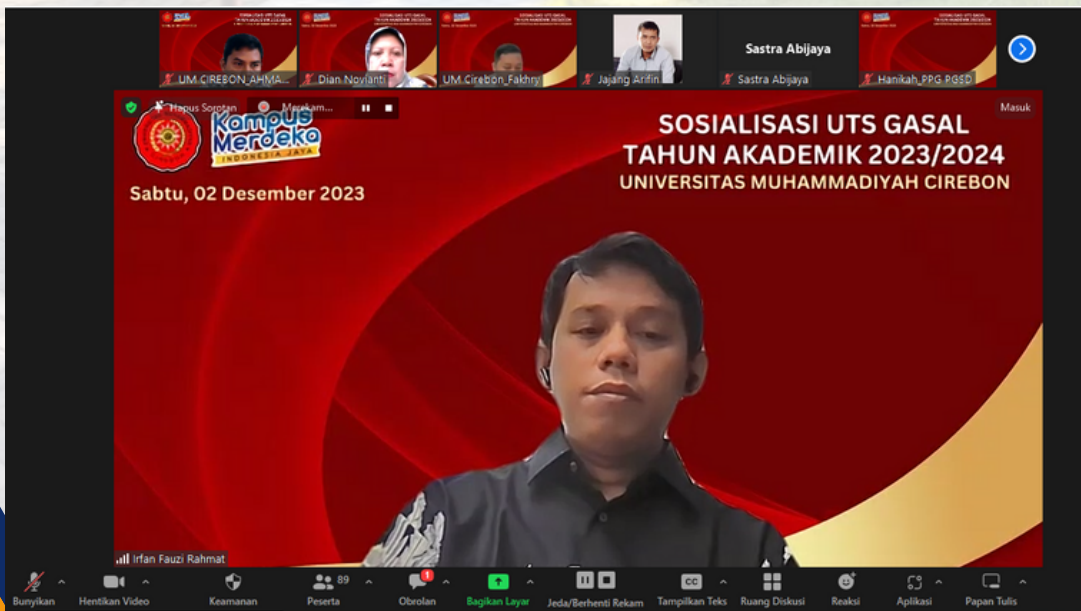 UM CIREBON_AHMA...
Dian Novianti
UM Cirebon_Fakhry
Jajang Arifin
Sastra Abijaya
Sastra Abijaya
Hanikah_PPG PGSD
Hapus Sorotan
Merekam...
Masuk
Kampus
Merdeka
INDONESIA JAYA
SOSIALISASI UTS GASAL
TAHUN AKADEMIK 2023/2024
UNIVERSITAS MUHAMMADIYAH CIREBON
Sabtu, 02 Desember 2023
Irfan Fauzi Rahmat
89
1
CC
Bunyikan
Hentikan Video
Keamanan
Peserta
Obrolan
Bagikan Layar
Jeda/Berhenti Rekam
Tampilkan Teks
Ruang Diskusi
Reaksi
Aplikasi
Papan Tulis